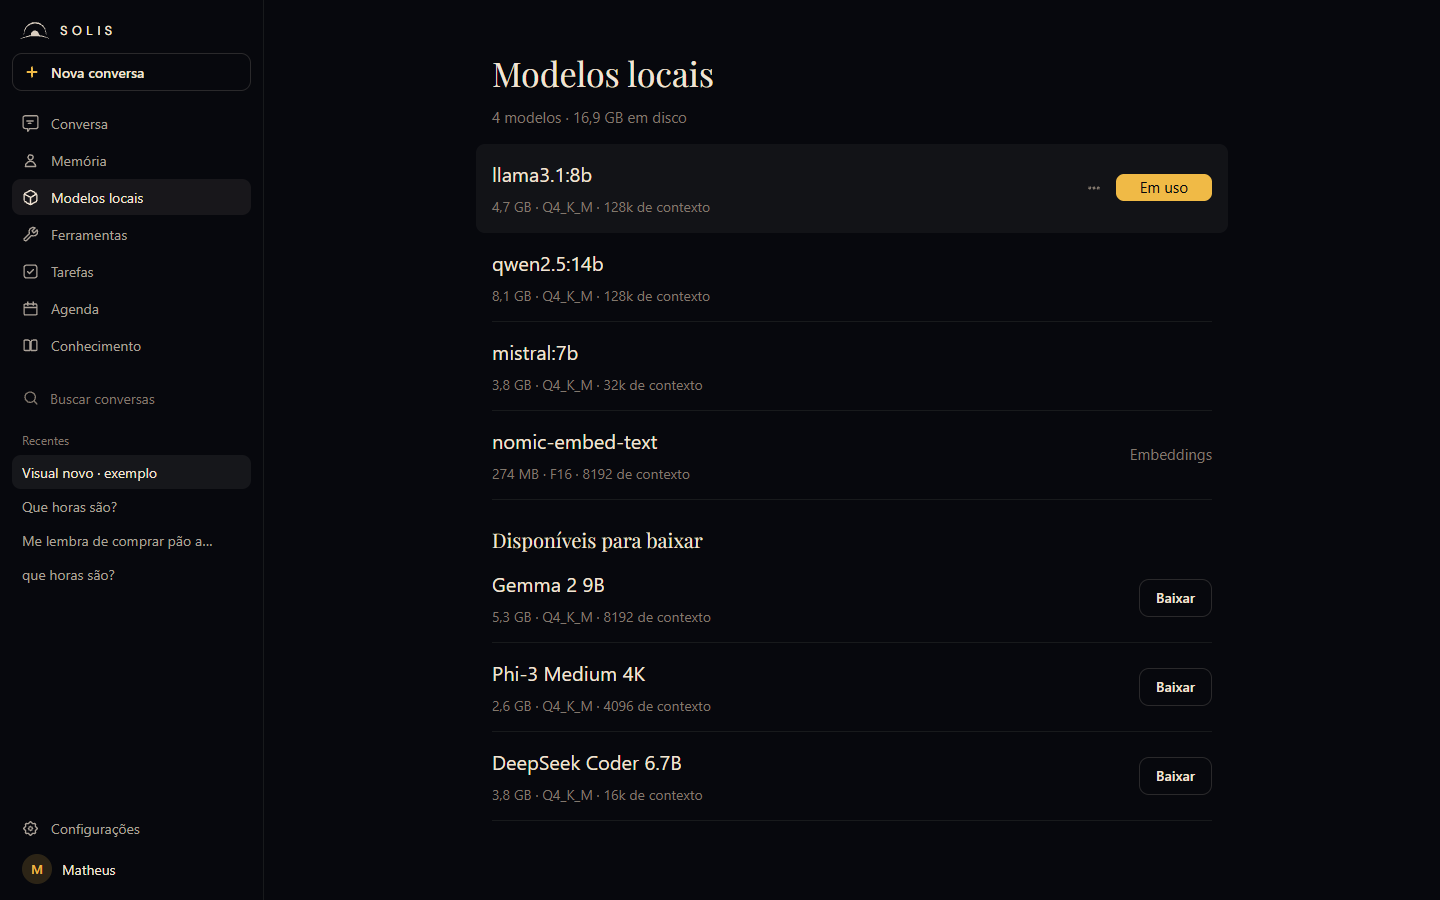 SOLIS
Nova conversa
Conversa
Memória
Modelos locais
Ferramentas
Tarefas
Agenda
Conhecimento
Buscar conversas
Recentes
Visual novo · exemplo
Que horas são?
Me lembra de comprar pão a...
que horas são?
Configurações
M
Matheus
Modelos locais
4 modelos · 16,9 GB em disco
llama3.1:8b
4,7 GB · Q4_K_M · 128k de contexto
Em uso
qwen2.5:14b
8,1 GB · Q4_K_M · 128k de contexto
mistral:7b
3,8 GB · Q4_K_M · 32k de contexto
nomic-embed-text
274 MB · F16 · 8192 de contexto
Embeddings
Disponíveis para baixar
Gemma 2 9B
5,3 GB · Q4_K_M · 8192 de contexto
Baixar
Phi-3 Medium 4K
2,6 GB · Q4_K_M · 4096 de contexto
Baixar
DeepSeek Coder 6.7B
3,8 GB · Q4_K_M · 16k de contexto
Baixar